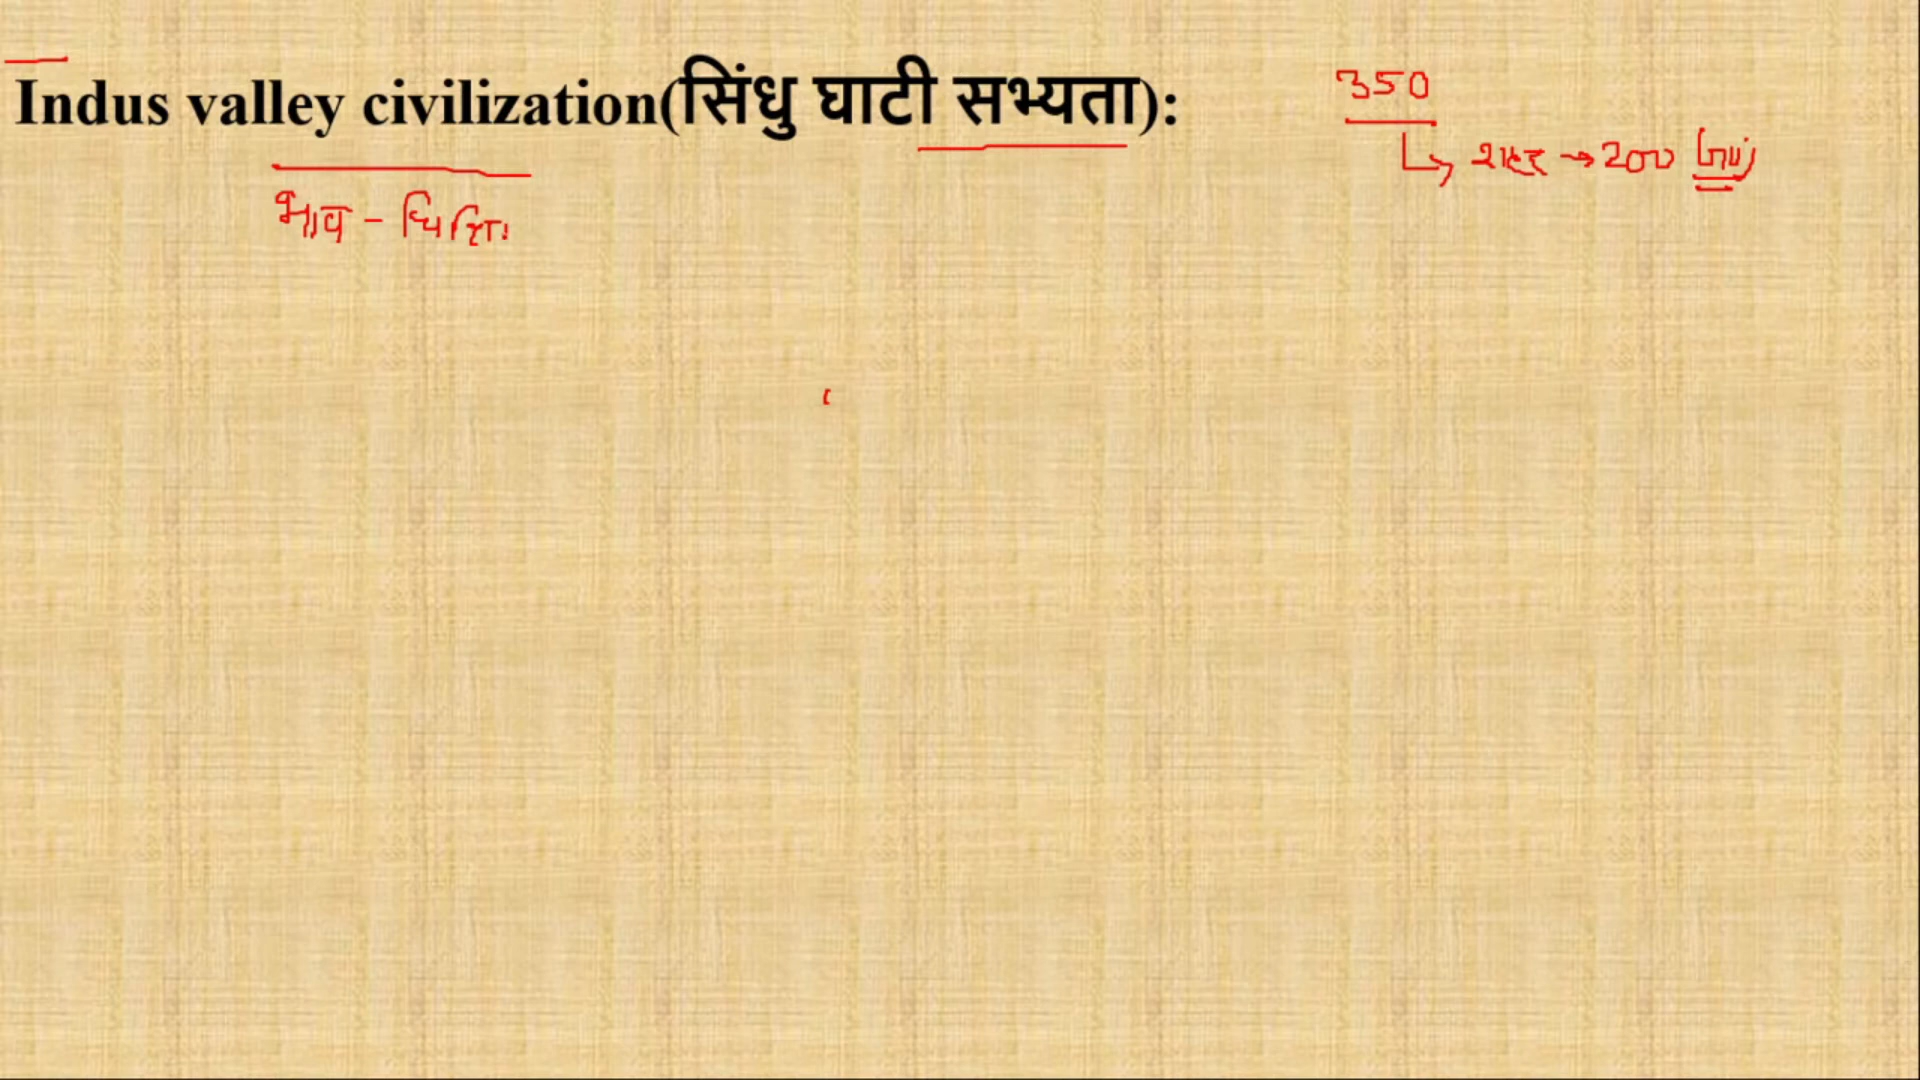 Indus valley civilization(सिंधु घाटी सभ्यता):
350
↳ शहर → 200
भाव -